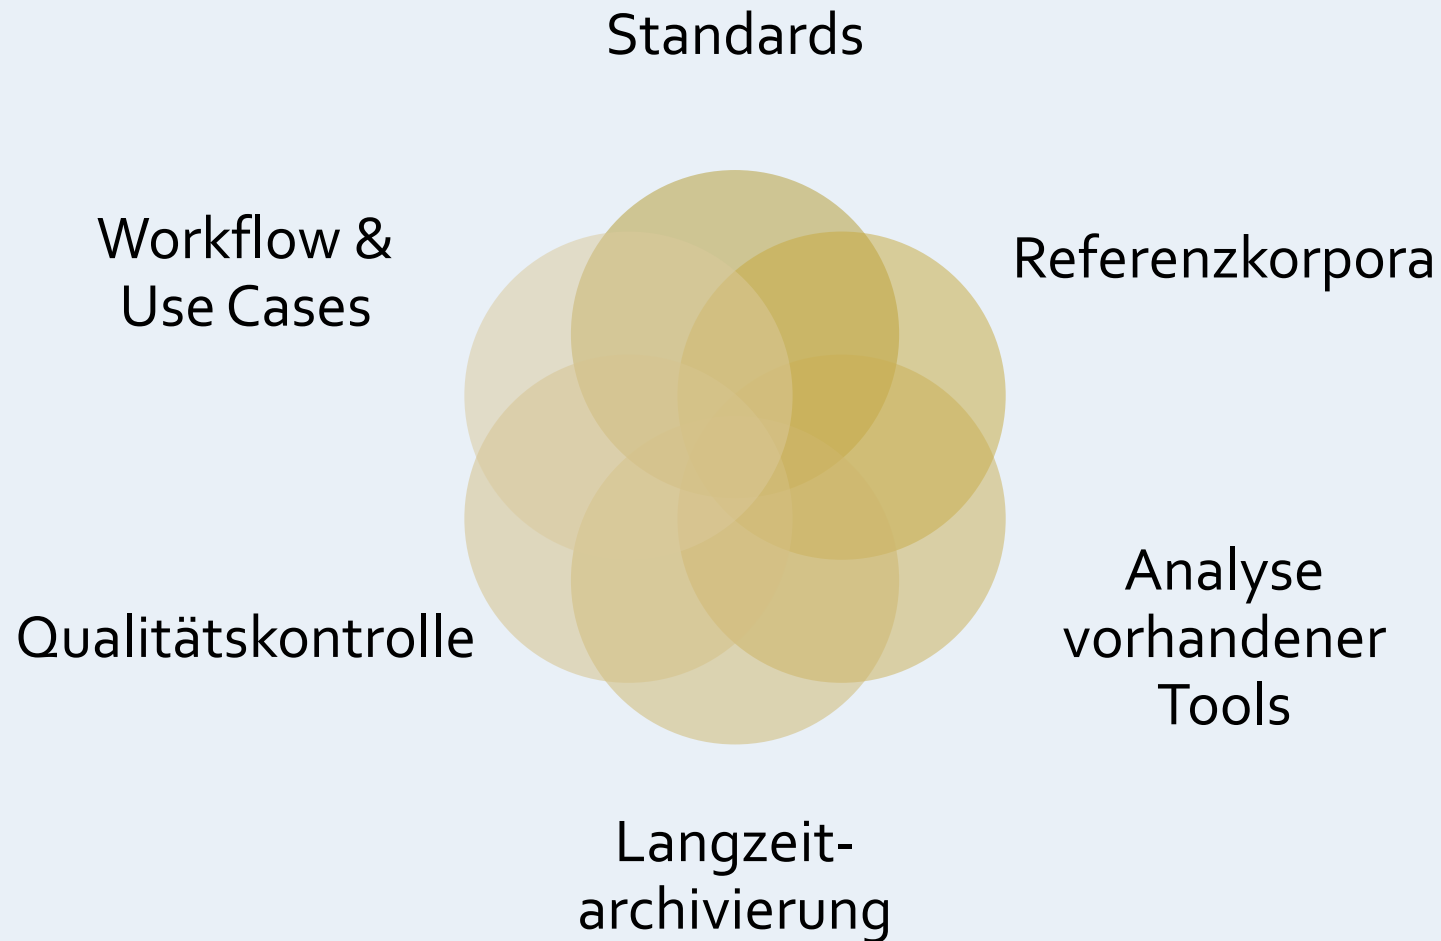 Standards
Workflow &
Use Cases
Referenzkorpora
Analyse
vorhandener
Tools
Qualitätskontrolle
Langzeit-
archivierung